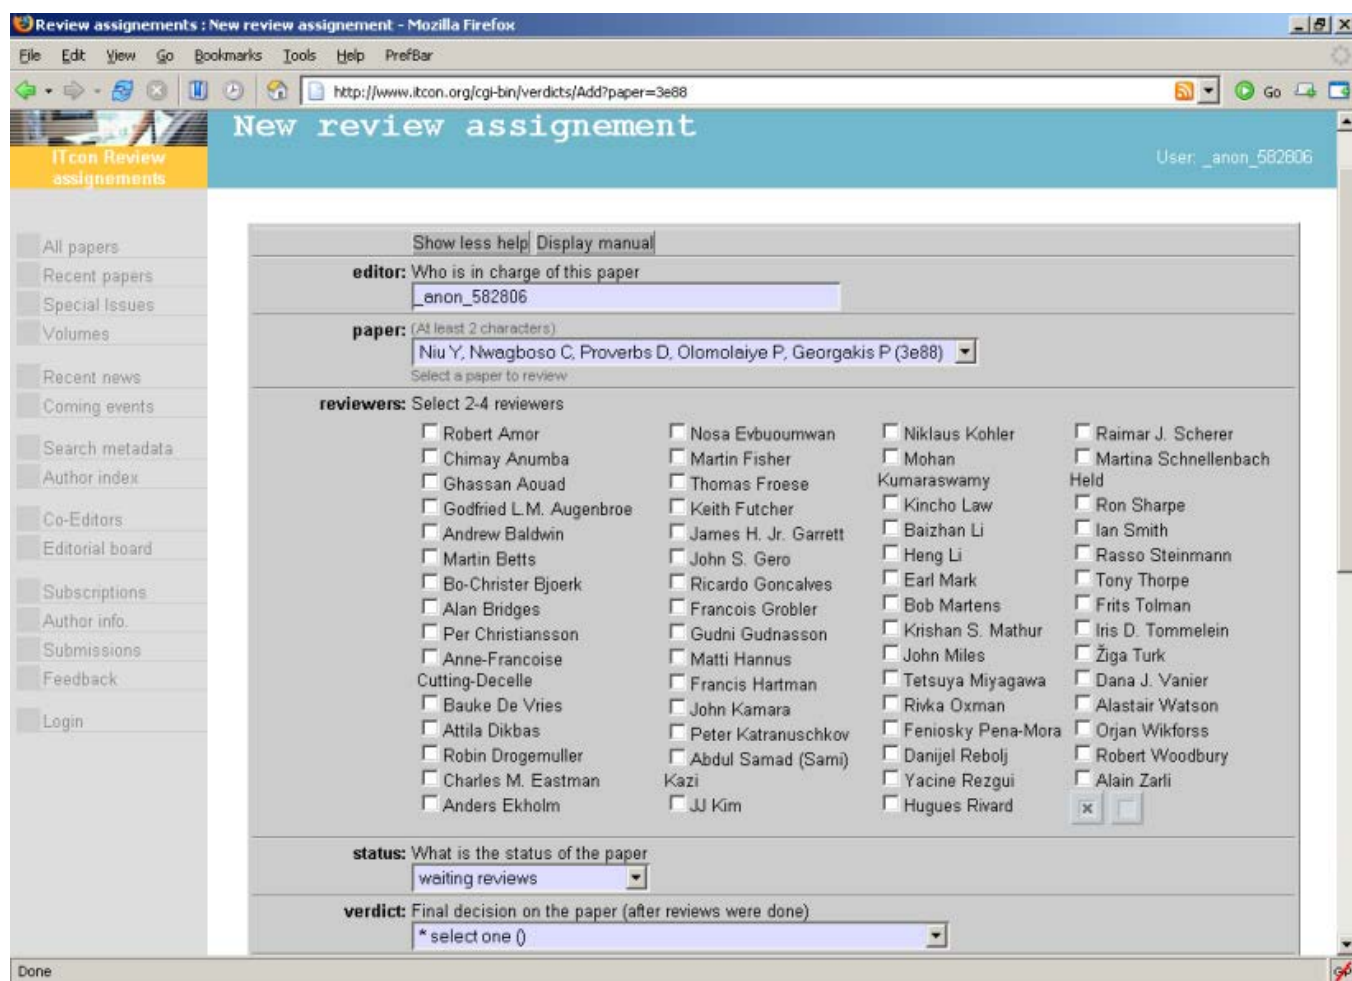 Review assignements : New review assignement - Mozilla Firefox
File Edit View Go Bookmarks Tools Help PrefBar
http://www.itcon.org/cgi-bin/verdicts/Add?paper=3e88 Go
New review assignement
ITcon Review
assignements
User: _anon_582806
All papers
Recent papers
Special Issues
Volumes
Recent news
Coming events
Search metadata
Author index
Co-Editors
Editorial board
Subscriptions
Author info.
Submissions
Feedback
Login
Show less help Display manual
editor: Who is in charge of this paper
_anon_582806
paper: (At least 2 characters)
Niu Y, Nwagboso C, Proverbs D, Olomolaiye P, Georgakis P (3e88)
Select a paper to review
reviewers: Select 2-4 reviewers
Robert Amor
Chimay Anumba
Ghassan Aouad
Godfried L.M. Augenbroe
Andrew Baldwin
Martin Betts
Bo-Christer Bjoerk
Alan Bridges
Per Christiansson
Anne-Francoise
Cutting-Decelle
Bauke De Vries
Attila Dikbas
Robin Drogemuller
Charles M. Eastman
Anders Ekholm
Nosa Evbuoumwan
Martin Fisher
Thomas Froese
Keith Futcher
James H. Jr. Garrett
John S. Gero
Ricardo Goncalves
Francois Grobler
Gudni Gudnasson
Matti Hannus
Francis Hartman
John Kamara
Peter Katranuschkov
Abdul Samad (Sami)
Kazi
JJ Kim
Niklaus Kohler
Mohan
Kumaraswamy
Kincho Law
Baizhan Li
Heng Li
Earl Mark
Bob Martens
Krishan S. Mathur
John Miles
Tetsuya Miyagawa
Rivka Oxman
Feniosky Pena-Mora
Danijel Rebolj
Yacine Rezgui
Hugues Rivard
Raimar J. Scherer
Martina Schnellenbach
Held
Ron Sharpe
Ian Smith
Rasso Steinmann
Tony Thorpe
Frits Tolman
Iris D. Tommelein
Žiga Turk
Dana J. Vanier
Alastair Watson
Orjan Wikforss
Robert Woodbury
Alain Zarli
status: What is the status of the paper
waiting reviews
verdict: Final decision on the paper (after reviews were done)
* select one ()
Done